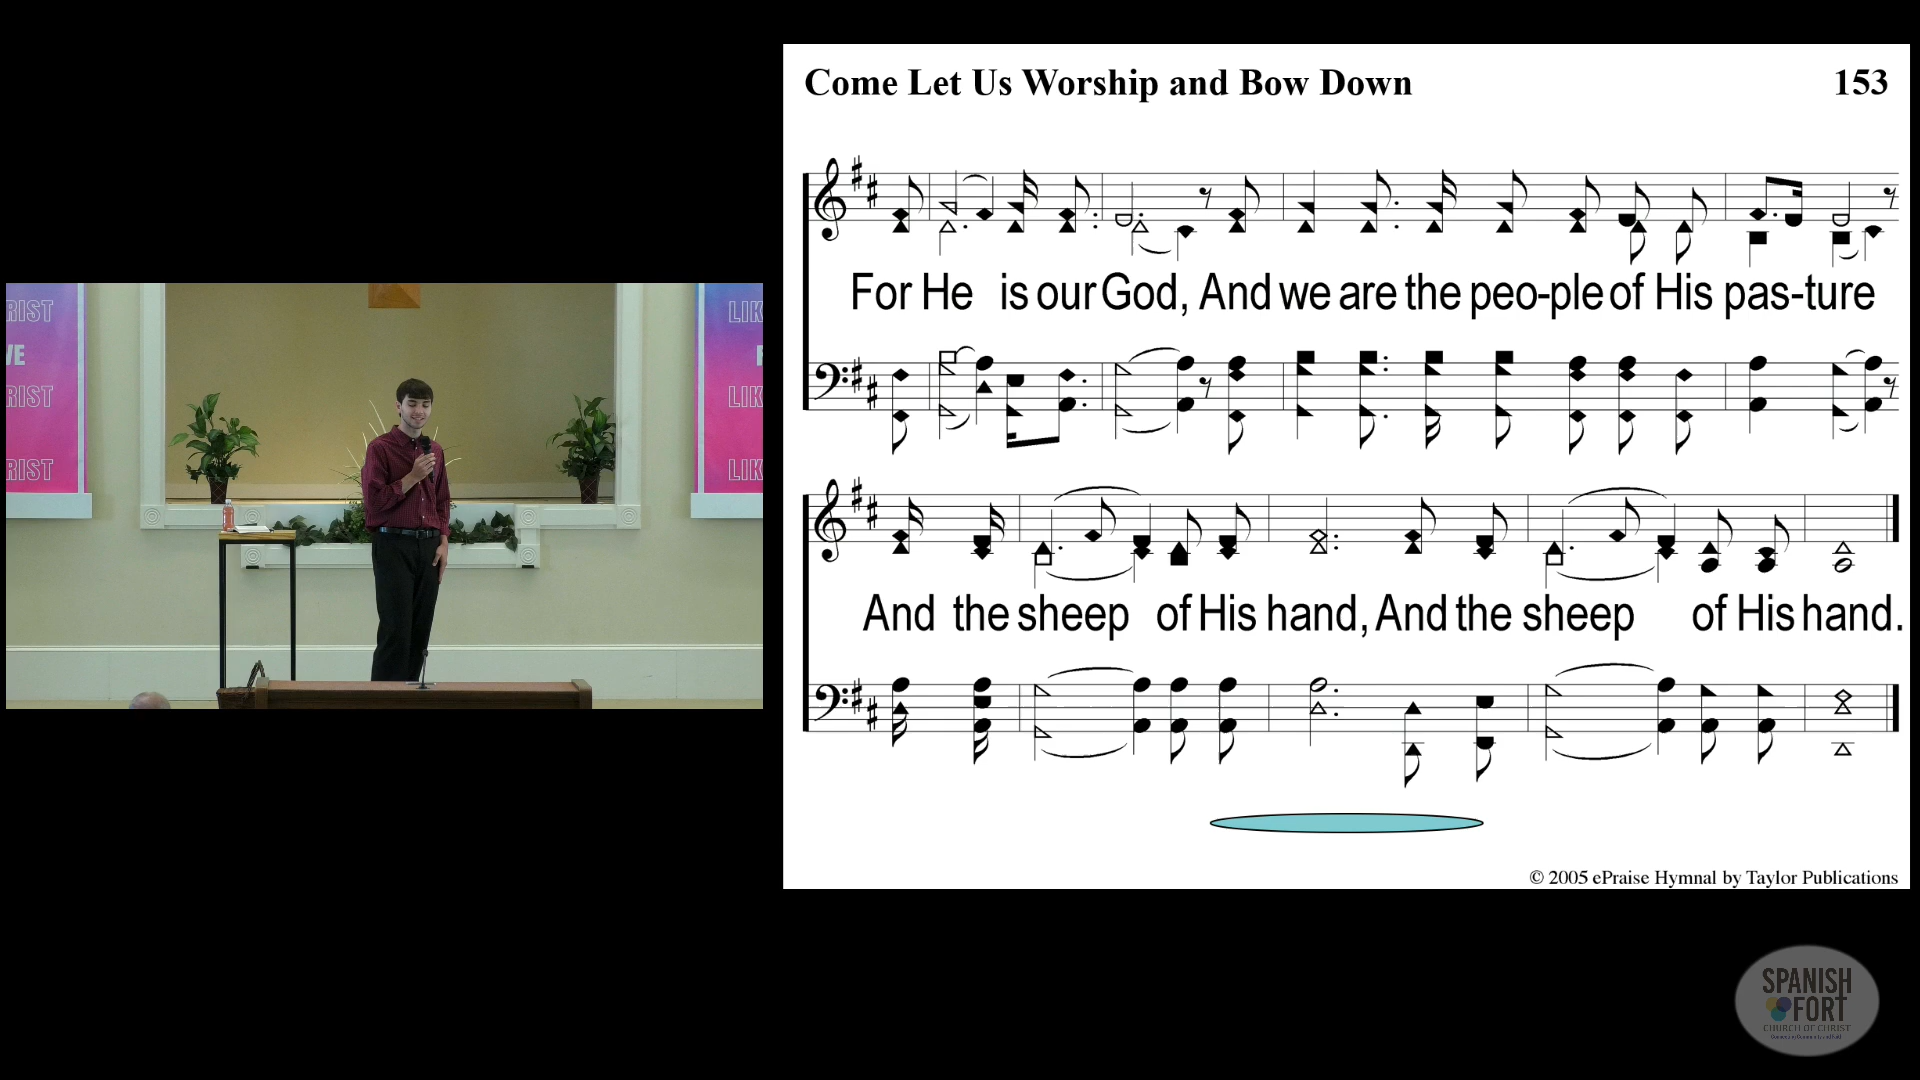 Come Let Us Worship and Bow Down 153
For He is our God, And we are the peo-ple of His pas-ture
And the sheep of His hand, And the sheep of His hand.
© 2005 ePraise Hymnal by Taylor Publications
RIST
VE
RIST
RIST
LIK
LIK
LIK
SPANISH
FORT
CHURCH OF CHRIST